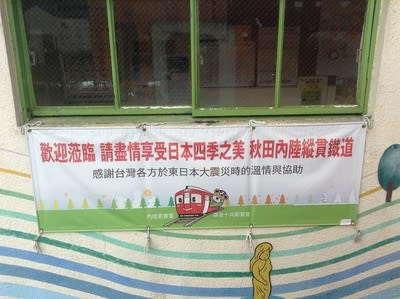 歡迎蒞臨 請盡情享受日本四季之美 秋田內陸縱貫鐵道
感謝台灣各方於東日本大震災時的溫情與協助